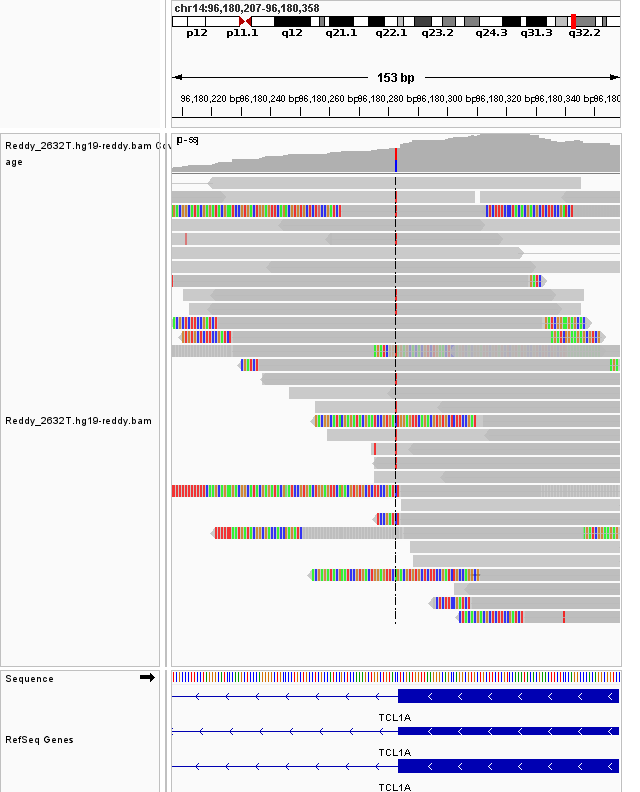 chr14:96,180,207-96,180,358
p12 p11.1 q12 q21.1 q22.1 q23.2 q24.3 q31.3 q32.2
153 bp
96,180,220 bp 96,180,240 bp 96,180,260 bp 96,180,280 bp 96,180,300 bp 96,180,320 bp 96,180,340 bp 96,180
Reddy_2632T.hg19-reddy.bam Cov
age
Reddy_2632T.hg19-reddy.bam
Sequence
TCL1A
RefSeq Genes
TCL1A
TCL1A